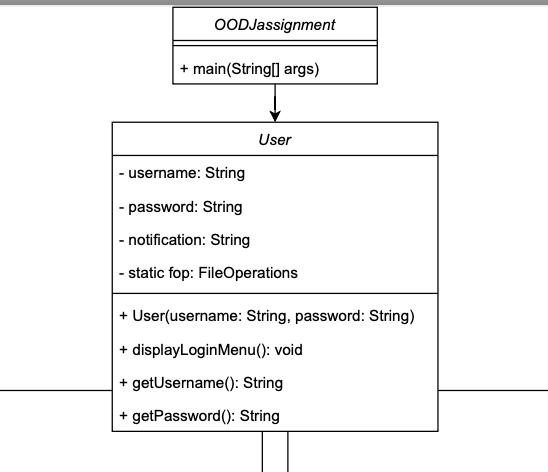 OODJassignment
+ main(String[] args)
User
- username: String
- password: String
- notification: String
- static fop: FileOperations
+ User(username: String, password: String)
+ displayLoginMenu(): void
+ getUsername(): String
+ getPassword(): String